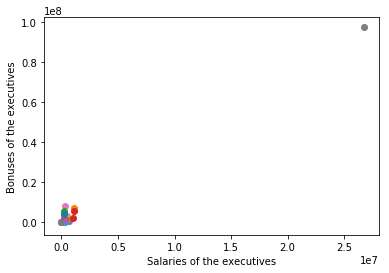 1e8
1.0
0.8
0.6
0.4
0.2
0.0
Bonuses of the executives
0.0 0.5 1.0 1.5 2.0 2.5
1e7
Salaries of the executives